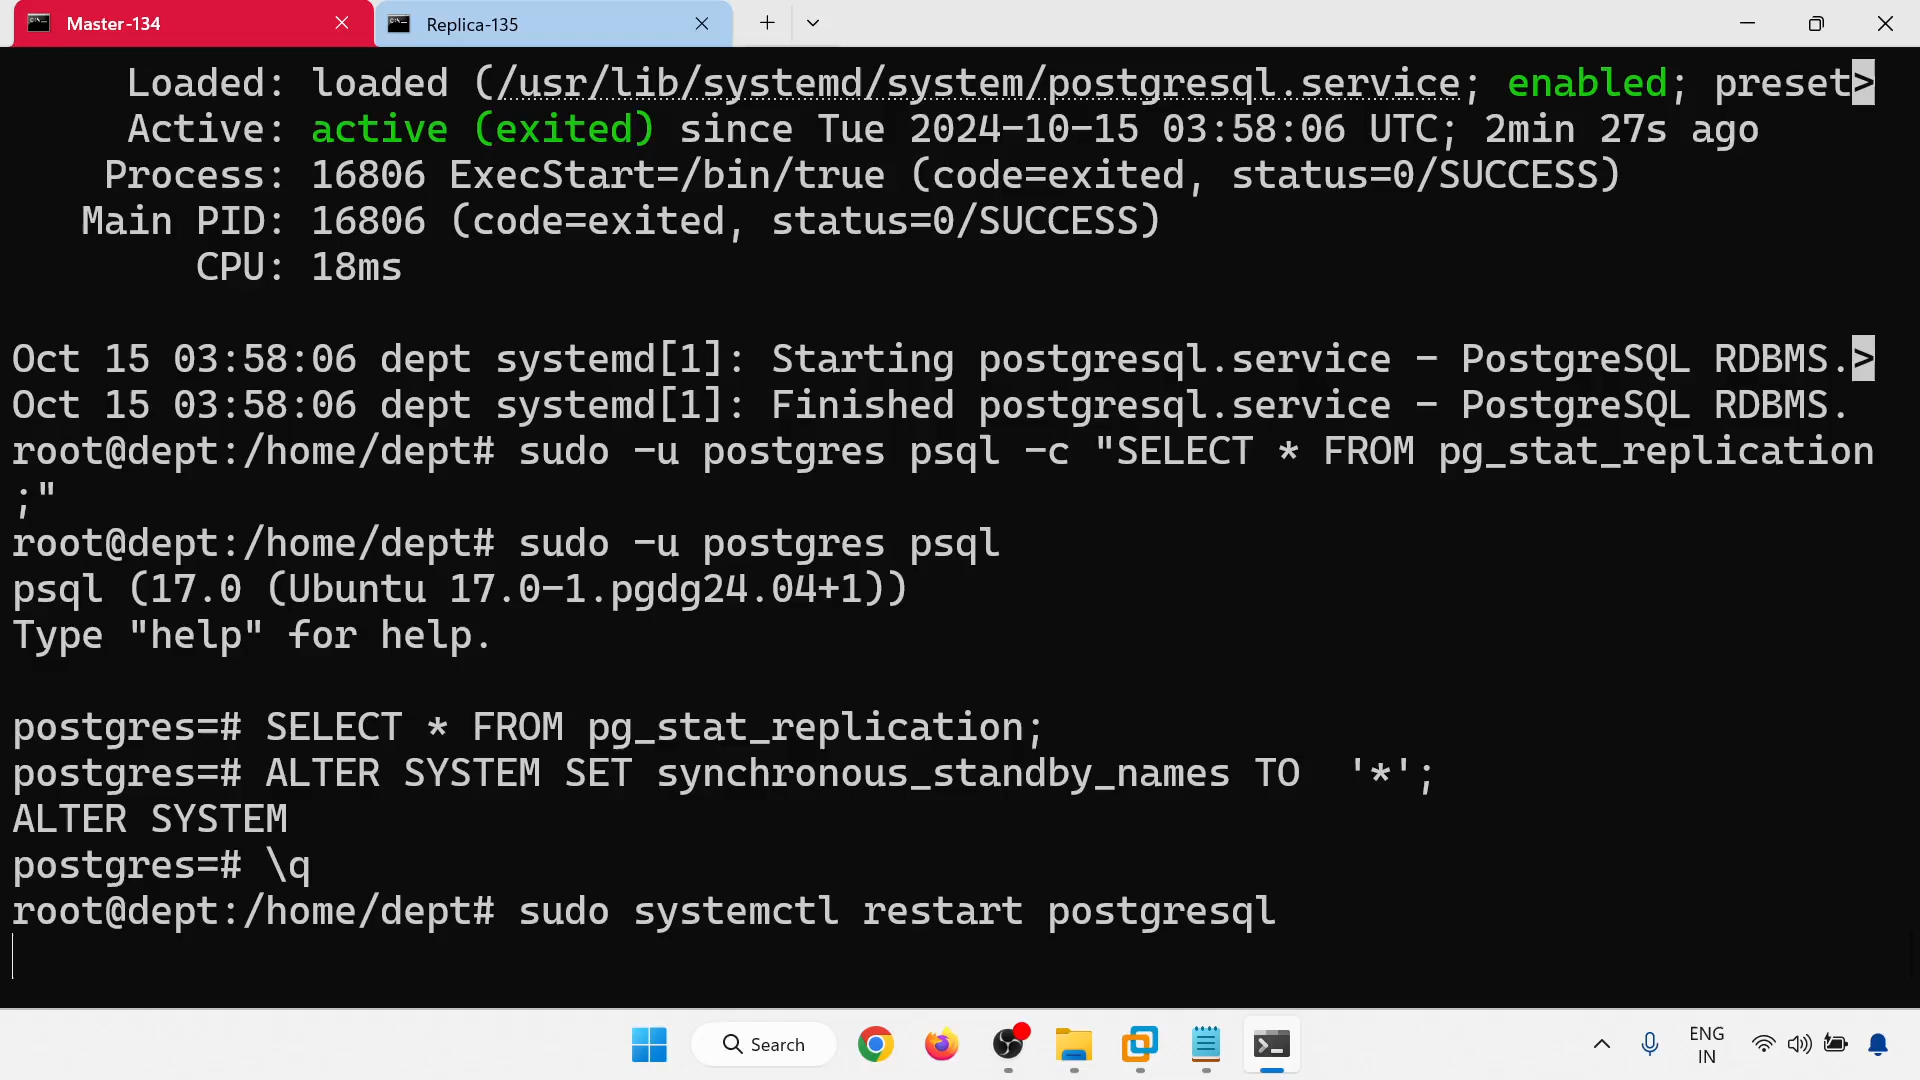 Master-134
Replica-135
Loaded: loaded (/usr/lib/systemd/system/postgresql.service; enabled; preset>
Active: active (exited) since Tue 2024-10-15 03:58:06 UTC; 2min 27s ago
Process: 16806 ExecStart=/bin/true (code=exited, status=0/SUCCESS)
Main PID: 16806 (code=exited, status=0/SUCCESS)
CPU: 18ms
Oct 15 03:58:06 dept systemd[1]: Starting postgresql.service - PostgreSQL RDBMS.>
Oct 15 03:58:06 dept systemd[1]: Finished postgresql.service - PostgreSQL RDBMS.
root@dept:/home/dept# sudo -u postgres psql -c "SELECT * FROM pg_stat_replication
;"
root@dept:/home/dept# sudo -u postgres psql
psql (17.0 (Ubuntu 17.0-1.pgdg24.04+1))
Type "help" for help.
postgres=# SELECT * FROM pg_stat_replication;
postgres=# ALTER SYSTEM SET synchronous_standby_names TO  '*';
ALTER SYSTEM
postgres=# \q
root@dept:/home/dept# sudo systemctl restart postgresql
Search
ENG
IN